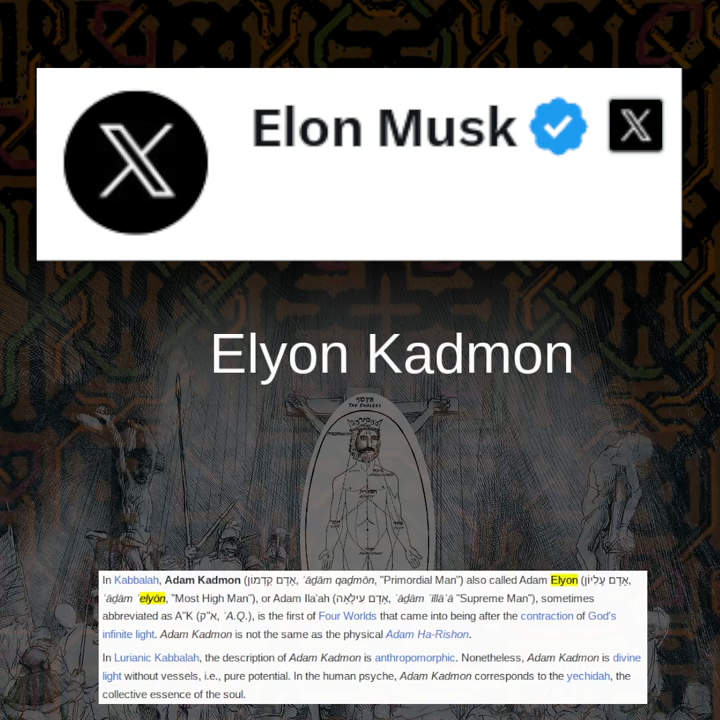 Elon Musk
Elyon Kadmon
אין סוף
THE ENDLESS
In Kabbalah, Adam Kadmon (אָדָם קַדְמוֹן, ʾāḏām qaḏmōn, "Primordial Man") also called Adam Elyon (אָדָם עֶלִיוֹן,
ʾāḏām ʿelyōn, "Most High Man"), or Adam Ila'ah (אָדָם עִילָּאָה, ʾāḏām ʿīllāʾā "Supreme Man"), sometimes
abbreviated as A"K (א"ק, ʾA.Q.), is the first of Four Worlds that came into being after the contraction of God's
infinite light. Adam Kadmon is not the same as the physical Adam Ha-Rishon.
In Lurianic Kabbalah, the description of Adam Kadmon is anthropomorphic. Nonetheless, Adam Kadmon is divine
light without vessels, i.e., pure potential. In the human psyche, Adam Kadmon corresponds to the yechidah, the
collective essence of the soul.